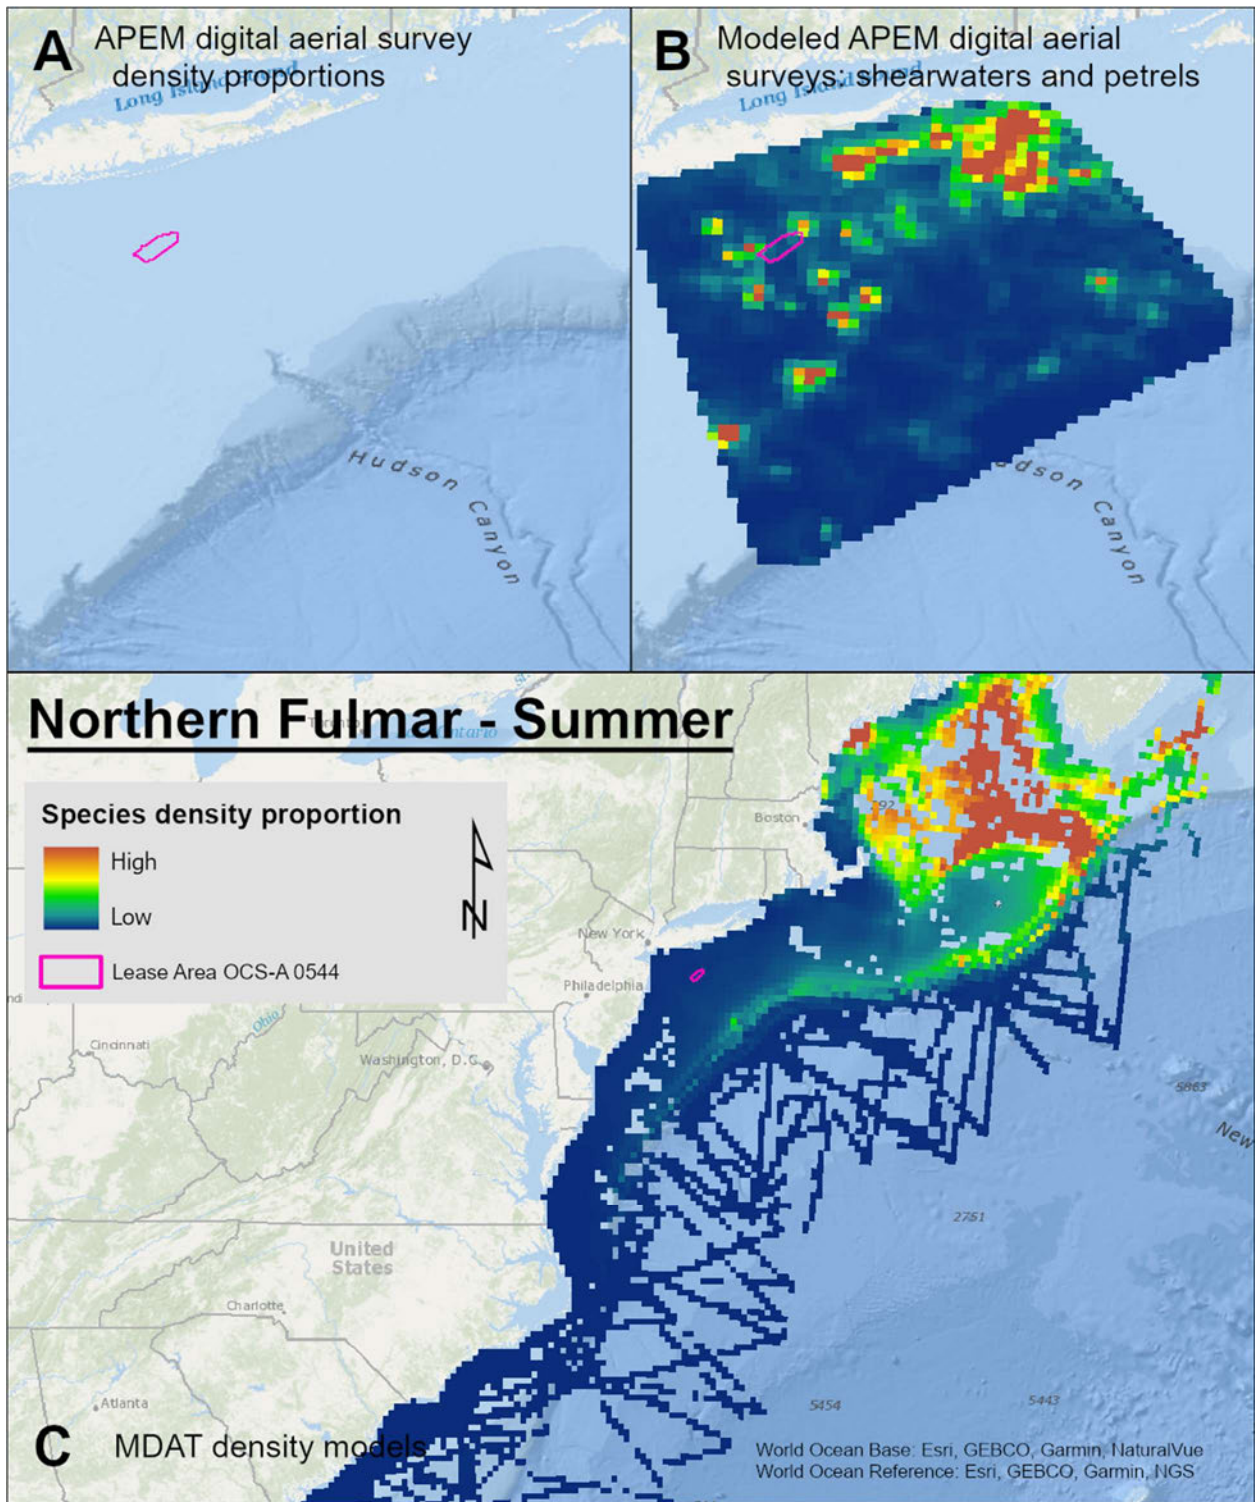 A APEM digital aerial survey
density proportions
Long Island Sound
Hudson Canyon
B Modeled APEM digital aerial
surveys: shearwaters and petrels
Long Island Sound
Canyon
Northern Fulmar - Summer
Species density proportion
High
Low
N
Lease Area OCS-A 0544
Boston
New York
Philadelphia
Ohio
Cincinnati
Washington, D.C.
5863
New
2751
United
States
Charlotte
Atlanta
5454
5443
C MDAT density models
World Ocean Base: Esri, GEBCO, Garmin, NaturalVue
World Ocean Reference: Esri, GEBCO, Garmin, NGS